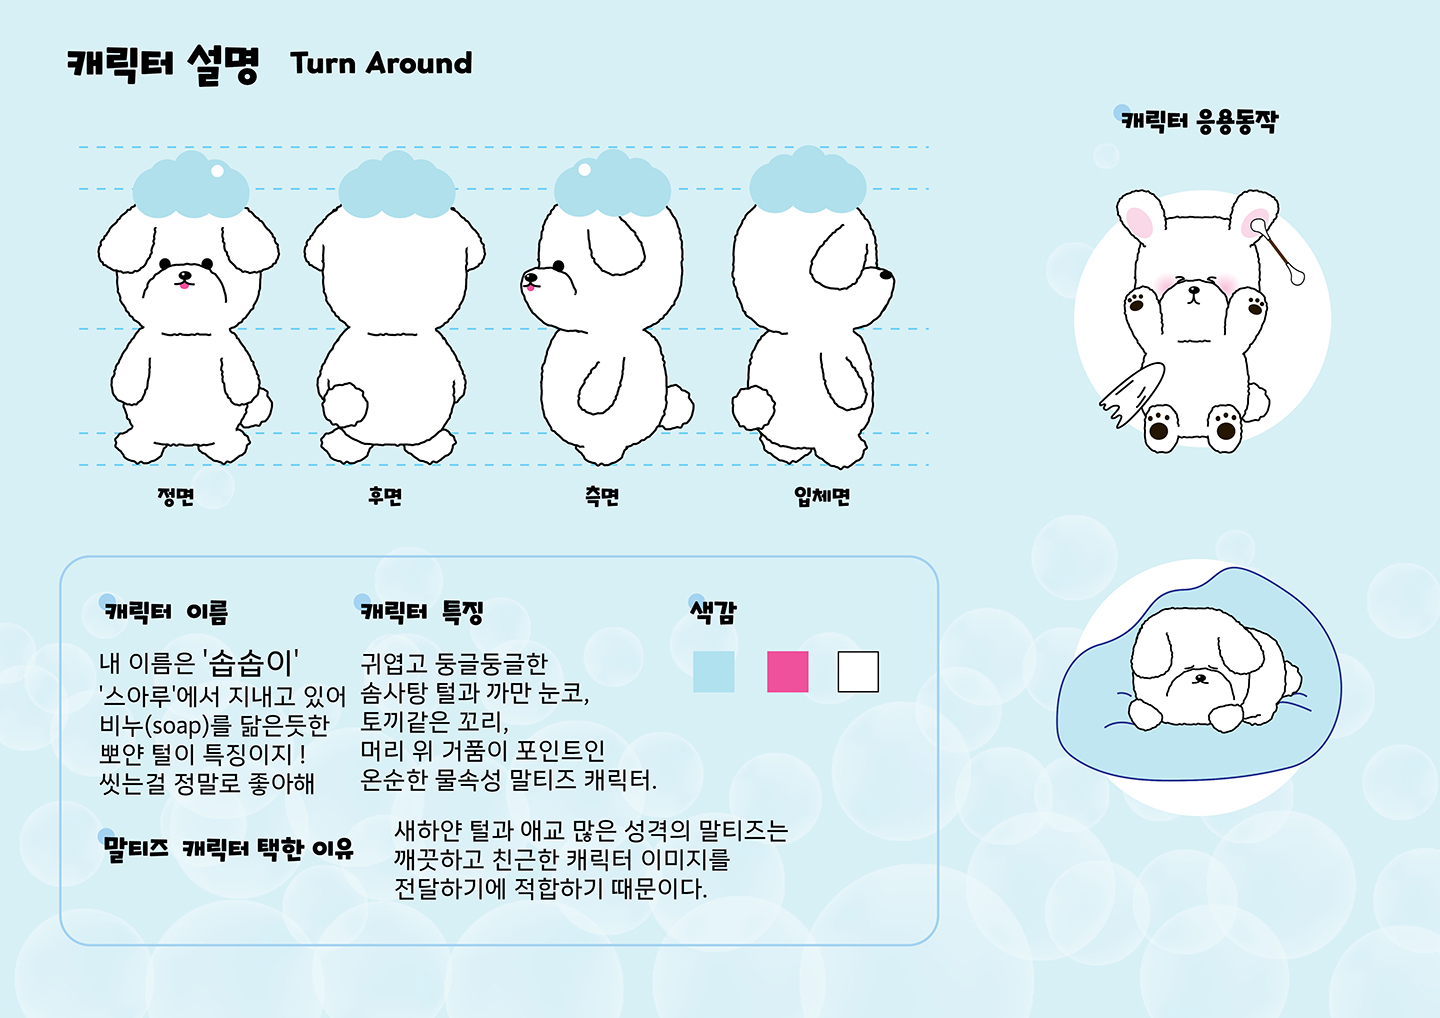 캐릭터 설명 Turn Around
캐릭터 응용동작
정면
후면
측면
입체면
캐릭터 이름
내 이름은 '솝솝이'
'스아루'에서 지내고 있어
비누(soap)를 닮은듯한
뽀얀 털이 특징이지 !
씻는걸 정말로 좋아해
캐릭터 특징
귀엽고 둥글둥글한
솜사탕 털과 까만 눈코,
토끼같은 꼬리,
머리 위 거품이 포인트인
온순한 물속성 말티즈 캐릭터.
색감
말티즈 캐릭터 택한 이유
새하얀 털과 애교 많은 성격의 말티즈는
깨끗하고 친근한 캐릭터 이미지를
전달하기에 적합하기 때문이다.